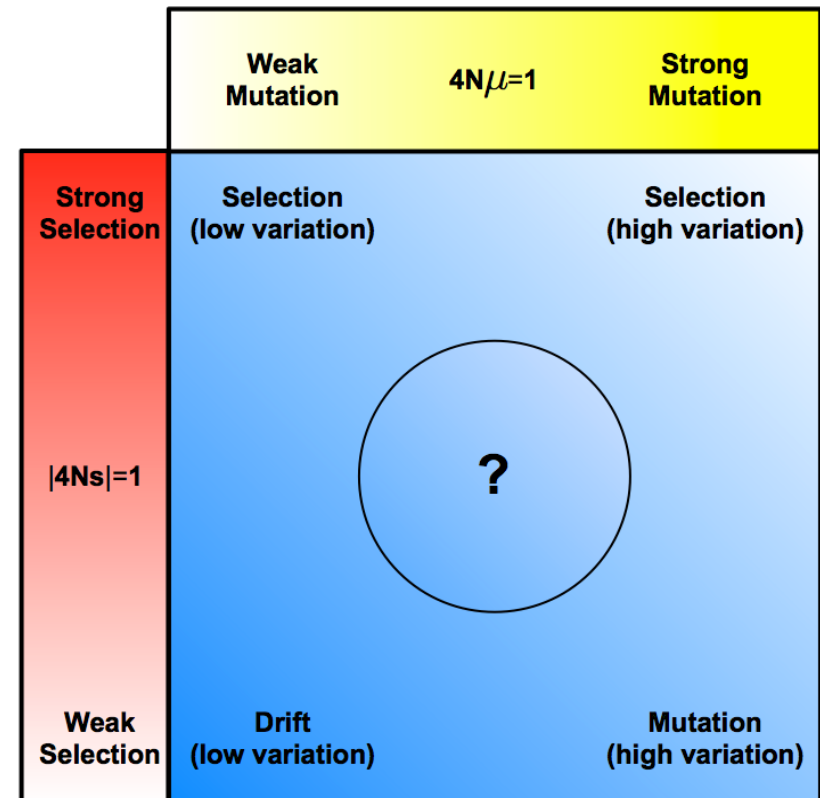 Weak
Mutation
4Nμ=1
Strong
Mutation
Strong
Selection
Selection
(low variation)
Selection
(high variation)
|4Ns|=1
?
Weak
Selection
Drift
(low variation)
Mutation
(high variation)